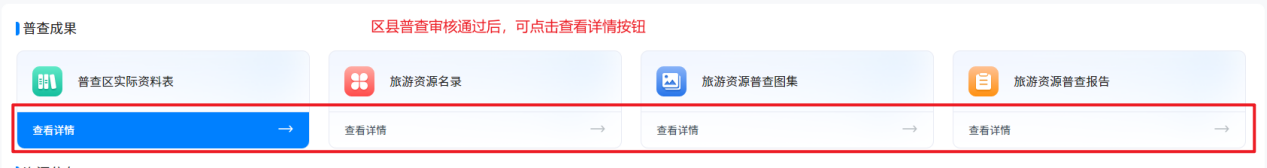 普查成果
区县普查审核通过后，可点击查看详情按钮
普查区实际资料表
旅游资源名录
旅游资源普查图集
旅游资源普查报告
查看详情
查看详情
查看详情
查看详情